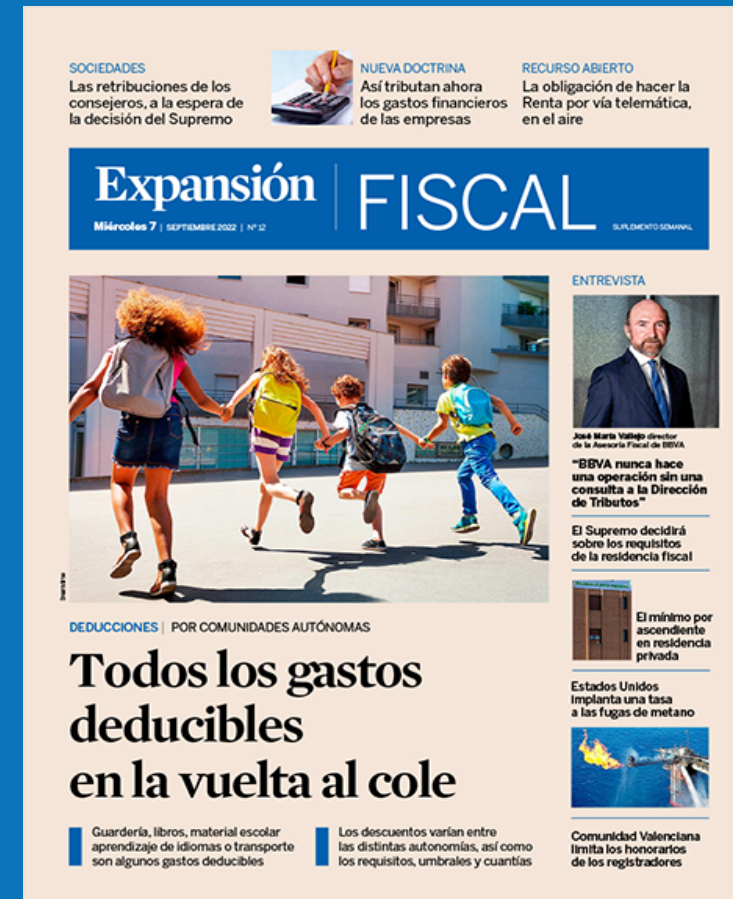 SOCIEDADES
Las retribuciones de los
consejeros, a la espera de
la decisión del Supremo
NUEVA DOCTRINA
Así tributan ahora
los gastos financieros
de las empresas
RECURSO ABIERTO
La obligación de hacer la
Renta por vía telemática,
en el aire
Expansión
Miércoles 7 | SEPTIEMBRE 2022 | Nº 12
FISCAL
SUPLEMENTO SEMANAL
DEDUCCIONES | POR COMUNIDADES AUTÓNOMAS
Todos los gastos
deducibles
en la vuelta al cole
Guardería, libros, material escolar
aprendizaje de idiomas o transporte
son algunos gastos deducibles
Los descuentos varían entre
las distintas autonomías, así como
los requisitos, umbrales y cuantías
ENTREVISTA
José María Vallejo director
de la Asesoría Fiscal de BBVA
“BBVA nunca hace
una operación sin una
consulta a la Dirección
de Tributos”
El Supremo decidirá
sobre los requisitos
de la residencia fiscal
El mínimo por
ascendiente
en residencia
privada
Estados Unidos
implanta una tasa
a las fugas de metano
Comunidad Valenciana
limita los honorarios
de los registradores